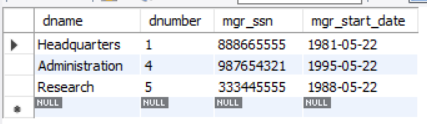 dname dnumber mgr_ssn mgr_start_date
Headquarters 1 888665555 1981-05-22
Administration 4 987654321 1995-05-22
Research 5 333445555 1988-05-22
NULL NULL NULL NULL